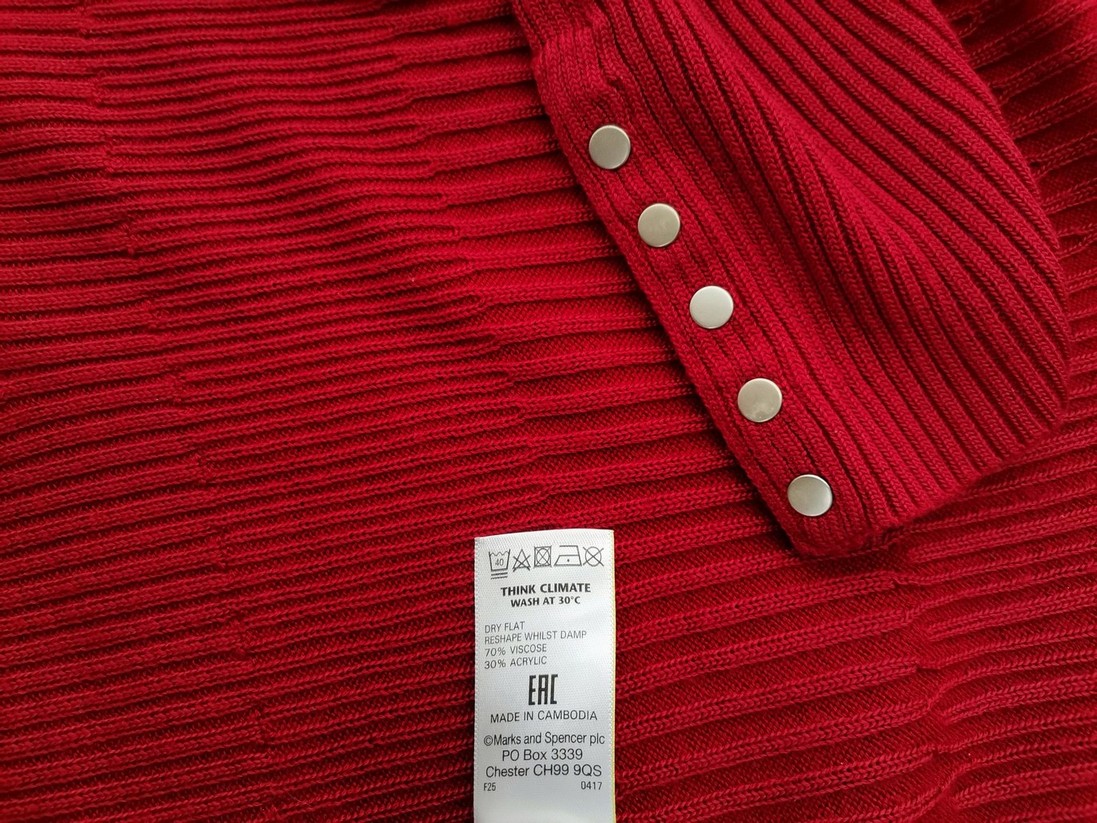 40
THINK CLIMATE
WASH AT 30°C
DRY FLAT
RESHAPE WHILST DAMP
70% VISCOSE
30% ACRYLIC
EAC
MADE IN CAMBODIA
©Marks and Spencer plc
PO Box 3339
Chester CH99 9QS
F25 0417